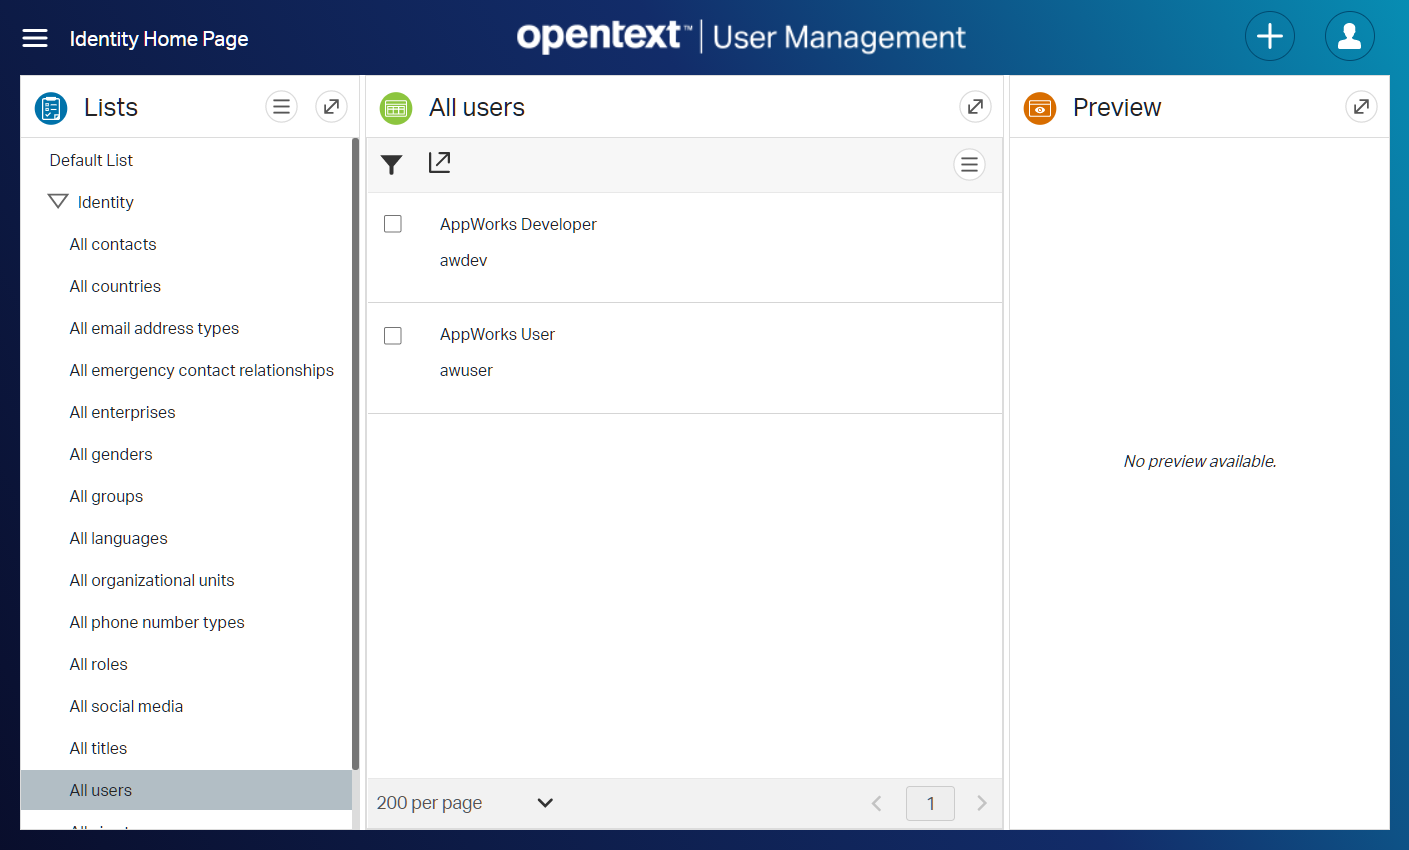 Identity Home Page
opentext™ | User Management
Lists
Default List
Identity
All contacts
All countries
All email address types
All emergency contact relationships
All enterprises
All genders
All groups
All languages
All organizational units
All phone number types
All roles
All social media
All titles
All users
All users
AppWorks Developer
awdev
AppWorks User
awuser
200 per page
1
Preview
No preview available.